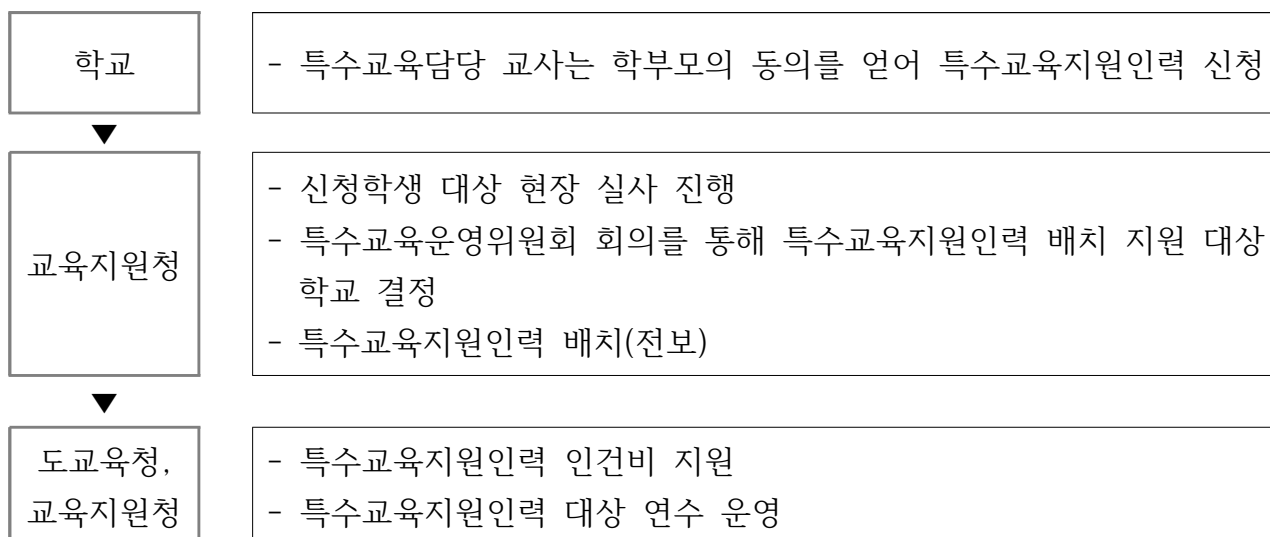 학교
- 특수교육담당 교사는 학부모의 동의를 얻어 특수교육지원인력 신청
▼
교육지원청
- 신청학생 대상 현장 실사 진행
- 특수교육운영위원회 회의를 통해 특수교육지원인력 배치 지원 대상
학교 결정
- 특수교육지원인력 배치(전보)
▼
도교육청,
교육지원청
- 특수교육지원인력 인건비 지원
- 특수교육지원인력 대상 연수 운영